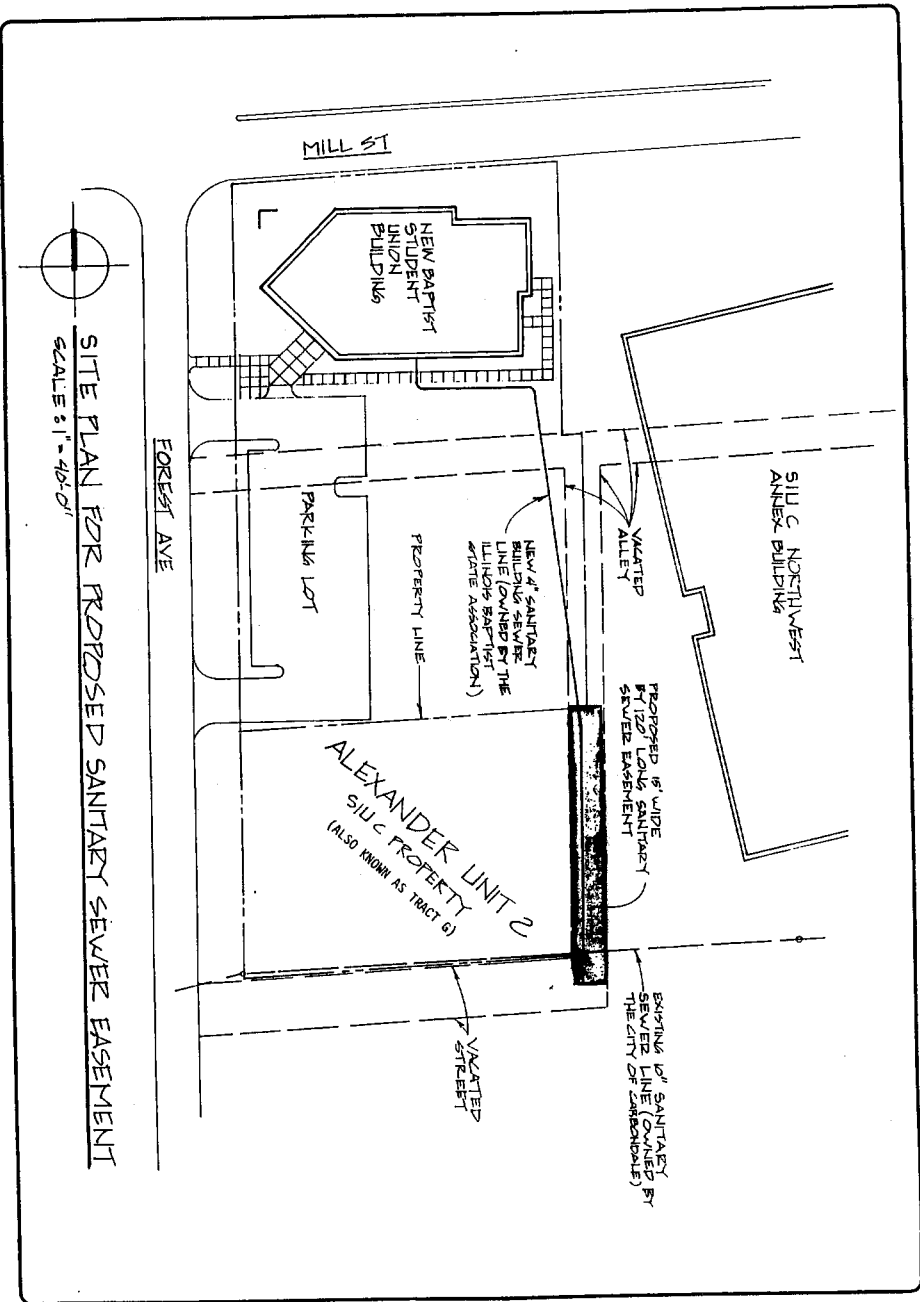 MILL ST
NEW BAPTIST
STUDENT
UNION
BUILDING
SIU C NORTHWEST
ANNEX BUILDING
VACATED
ALLEY
NEW 4" SANITARY
BUILDING SEWER
LINE (OWNED BY THE
ILLINOIS BAPTIST
STATE ASSOCIATION)
PROPOSED 15' WIDE
BY 120' LONG SANITARY
SEWER EASEMENT
PARKING LOT
PROPERTY LINE
ALEXANDER UNIT 2
SIU C PROPERTY
(ALSO KNOWN AS TRACT G)
EXISTING 10" SANITARY
SEWER LINE (OWNED BY
THE CITY OF CARBONDALE)
VACATED
STREET
FOREST AVE
SITE PLAN FOR PROPOSED SANITARY SEWER EASEMENT
SCALE: 1" = 40'-0"